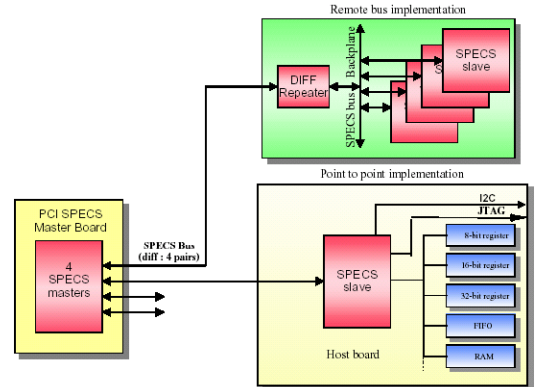 Remote bus implementation
DIFF
Repeater
SPECS bus
Backplane
SPECS
slave
S
Point to point implementation
I2C
JTAG
PCI SPECS
Master Board
4
SPECS
masters
SPECS Bus
(diff : 4 pairs)
SPECS
slave
Host board
8-bit register
16-bit register
32-bit register
FIFO
RAM